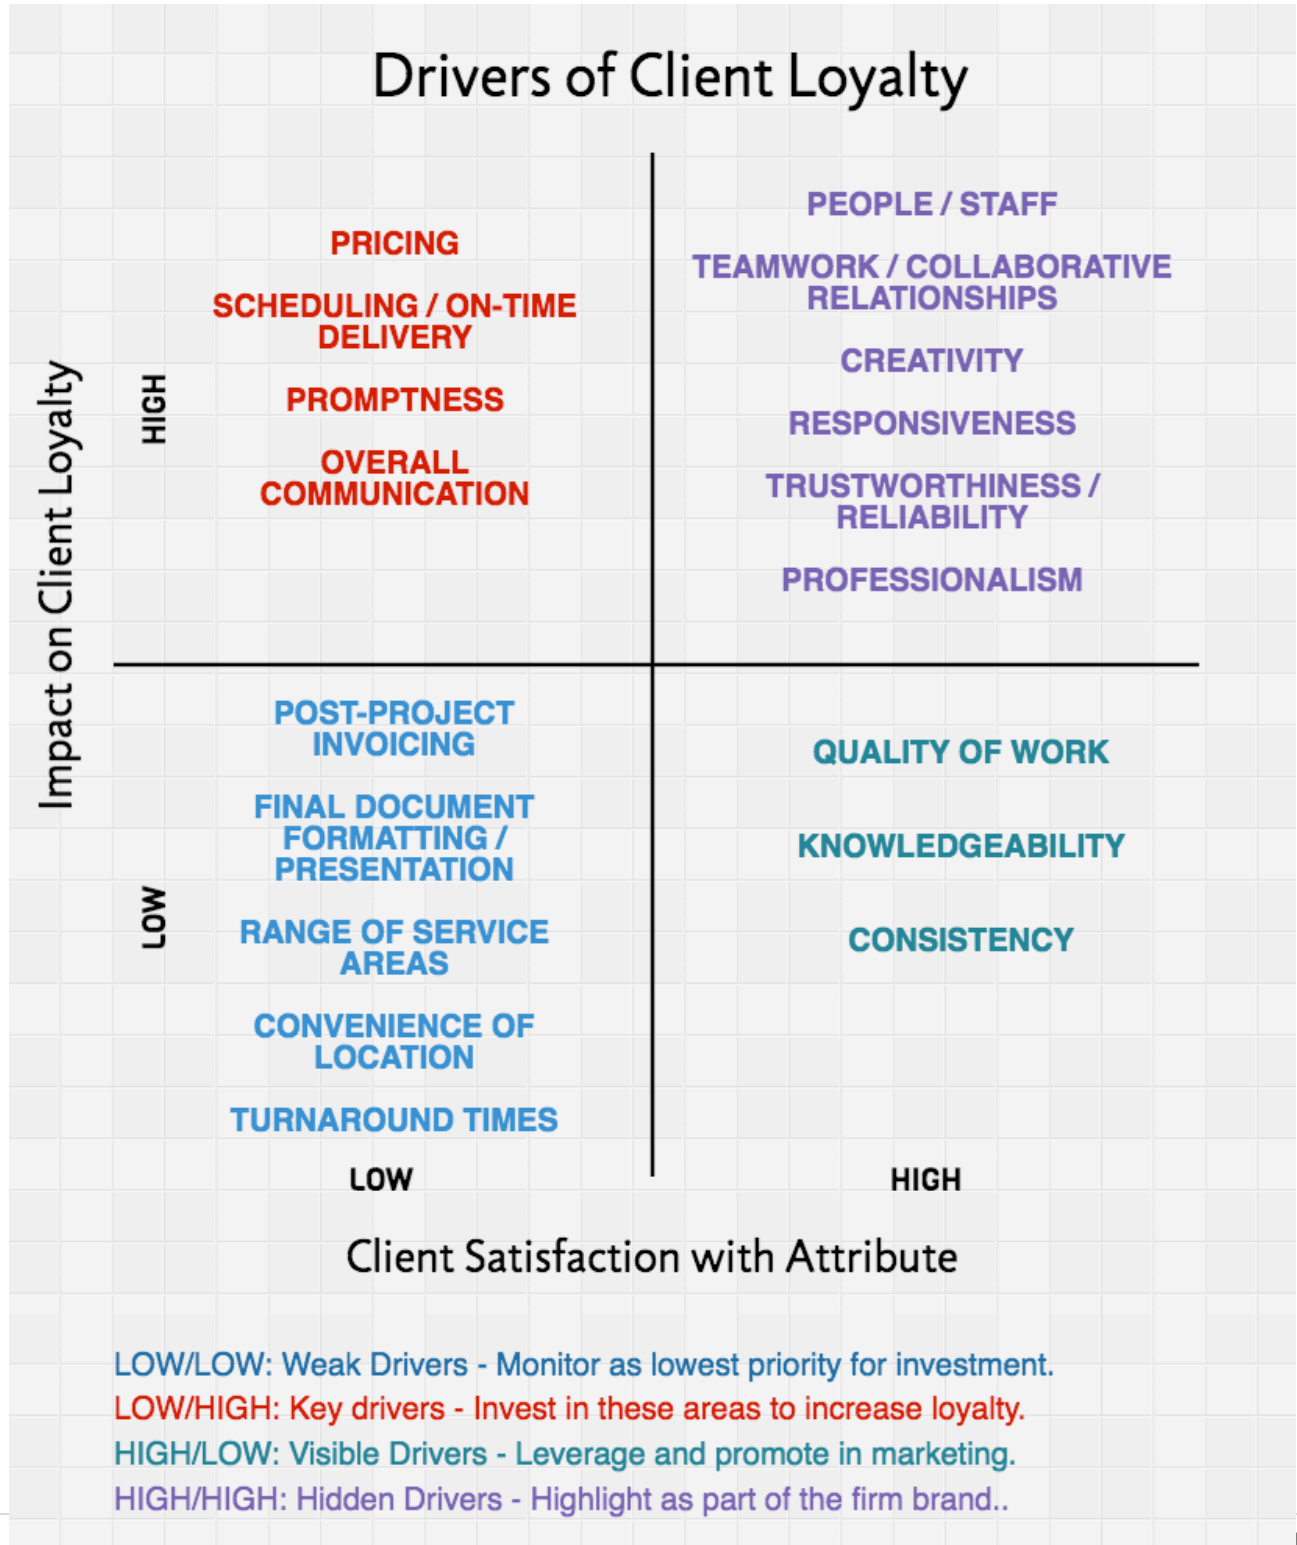 Drivers of Client Loyalty
PRICING
SCHEDULING / ON-TIME
DELIVERY
PROMPTNESS
OVERALL
COMMUNICATION
PEOPLE / STAFF
TEAMWORK / COLLABORATIVE
RELATIONSHIPS
CREATIVITY
RESPONSIVENESS
TRUSTWORTHINESS /
RELIABILITY
PROFESSIONALISM
Impact on Client Loyalty
HIGH
LOW
POST-PROJECT
INVOICING
FINAL DOCUMENT
FORMATTING /
PRESENTATION
RANGE OF SERVICE
AREAS
CONVENIENCE OF
LOCATION
TURNAROUND TIMES
QUALITY OF WORK
KNOWLEDGEABILITY
CONSISTENCY
LOW
HIGH
Client Satisfaction with Attribute
LOW/LOW: Weak Drivers - Monitor as lowest priority for investment.
LOW/HIGH: Key drivers - Invest in these areas to increase loyalty.
HIGH/LOW: Visible Drivers - Leverage and promote in marketing.
HIGH/HIGH: Hidden Drivers - Highlight as part of the firm brand..